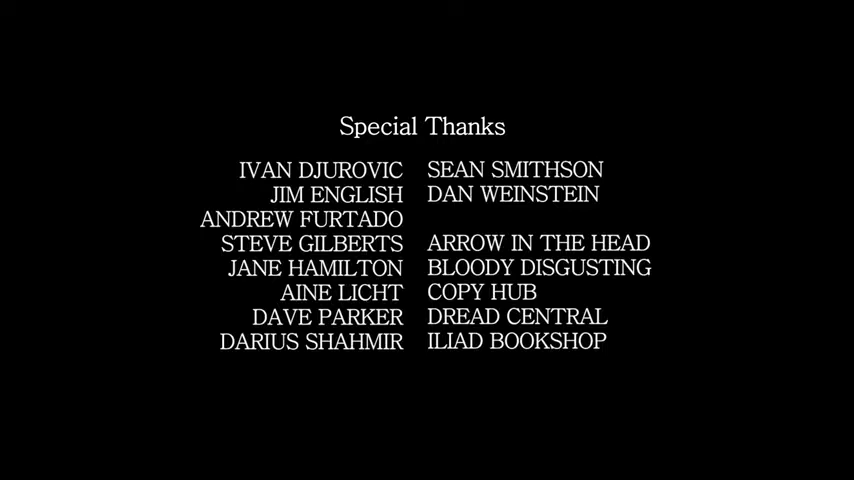 Special Thanks
IVAN DJUROVIC SEAN SMITHSON
JIM ENGLISH DAN WEINSTEIN
ANDREW FURTADO
STEVE GILBERTS ARROW IN THE HEAD
JANE HAMILTON BLOODY DISGUSTING
AINE LICHT COPY HUB
DAVE PARKER DREAD CENTRAL
DARIUS SHAHMIR ILIAD BOOKSHOP